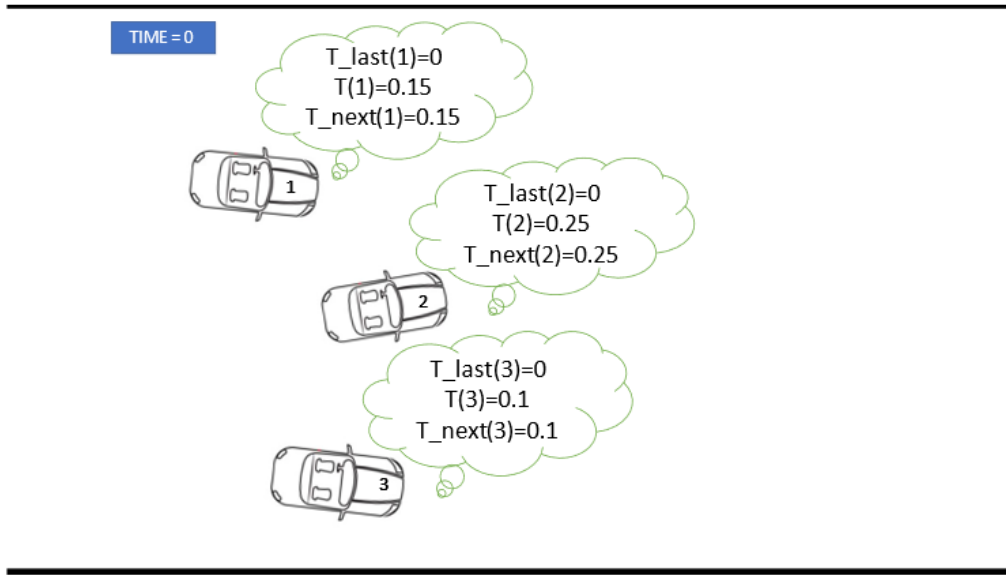 TIME = 0
T_last(1)=0
T(1)=0.15
T_next(1)=0.15
1
T_last(2)=0
T(2)=0.25
T_next(2)=0.25
2
T_last(3)=0
T(3)=0.1
T_next(3)=0.1
3